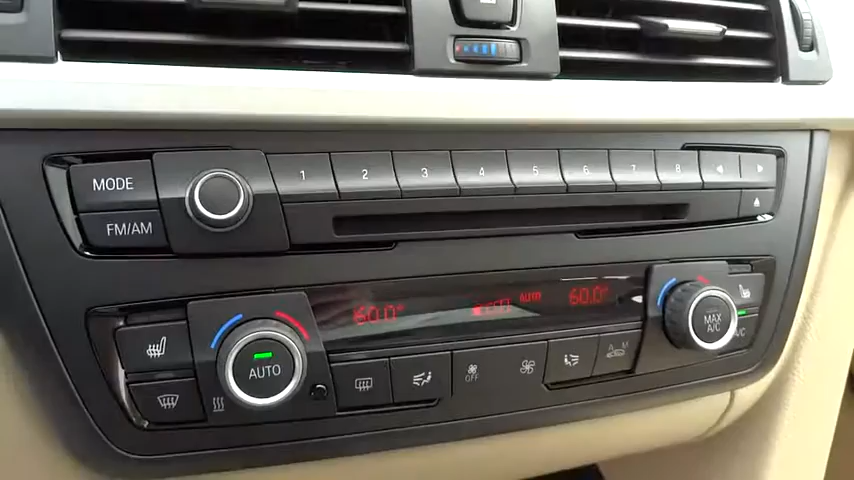 MODE 1 2 3 4 5 6 7 8
FM/AM
60.0° AUTO 60.0°
AUTO OFF MAX A/C A/C